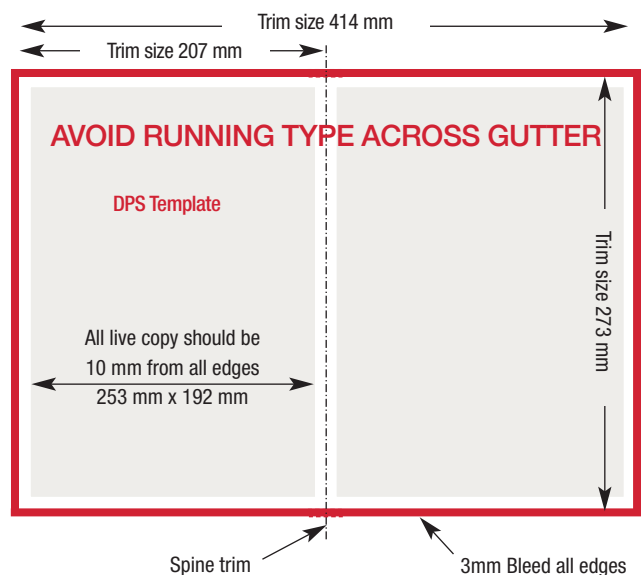 Trim size 414 mm
Trim size 207 mm
AVOID RUNNING TYPE ACROSS GUTTER
DPS Template
Trim size 273 mm
All live copy should be
10 mm from all edges
253 mm x 192 mm
Spine trim
3mm Bleed all edges